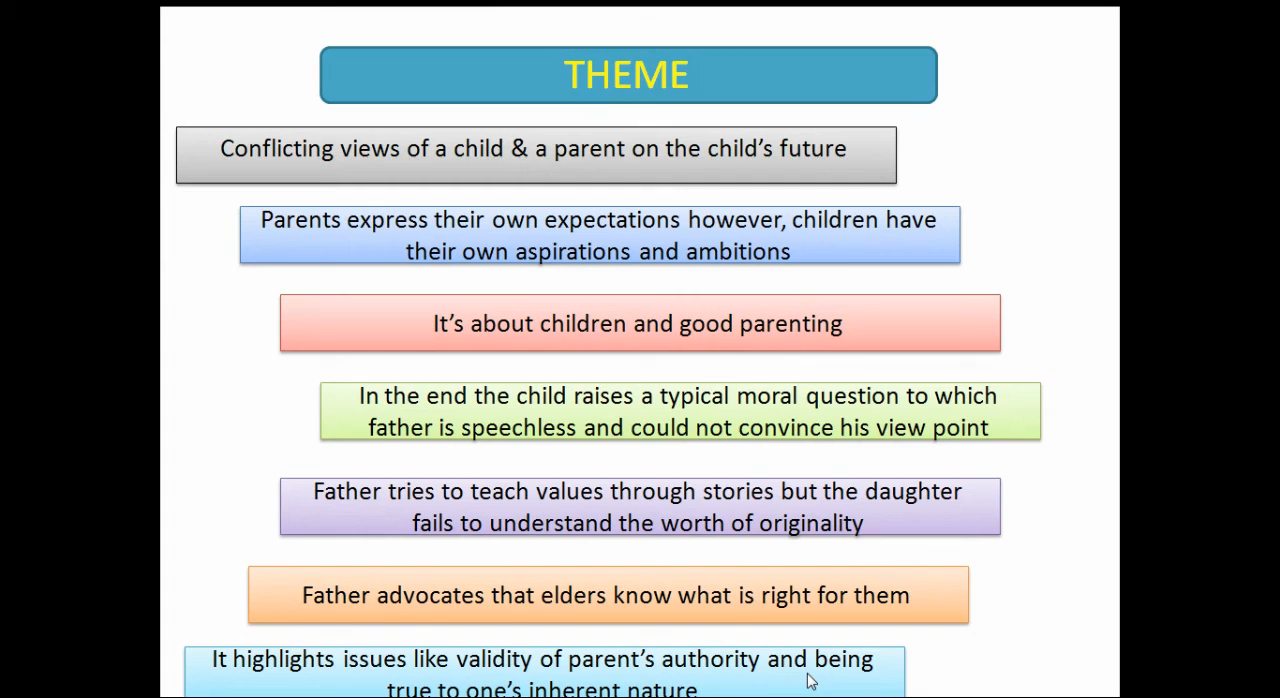 THEME
Conflicting views of a child & a parent on the child’s future
Parents express their own expectations however, children have
their own aspirations and ambitions
It’s about children and good parenting
In the end the child raises a typical moral question to which
father is speechless and could not convince his view point
Father tries to teach values through stories but the daughter
fails to understand the worth of originality
Father advocates that elders know what is right for them
It highlights issues like validity of parent’s authority and being
true to one’s inherent nature